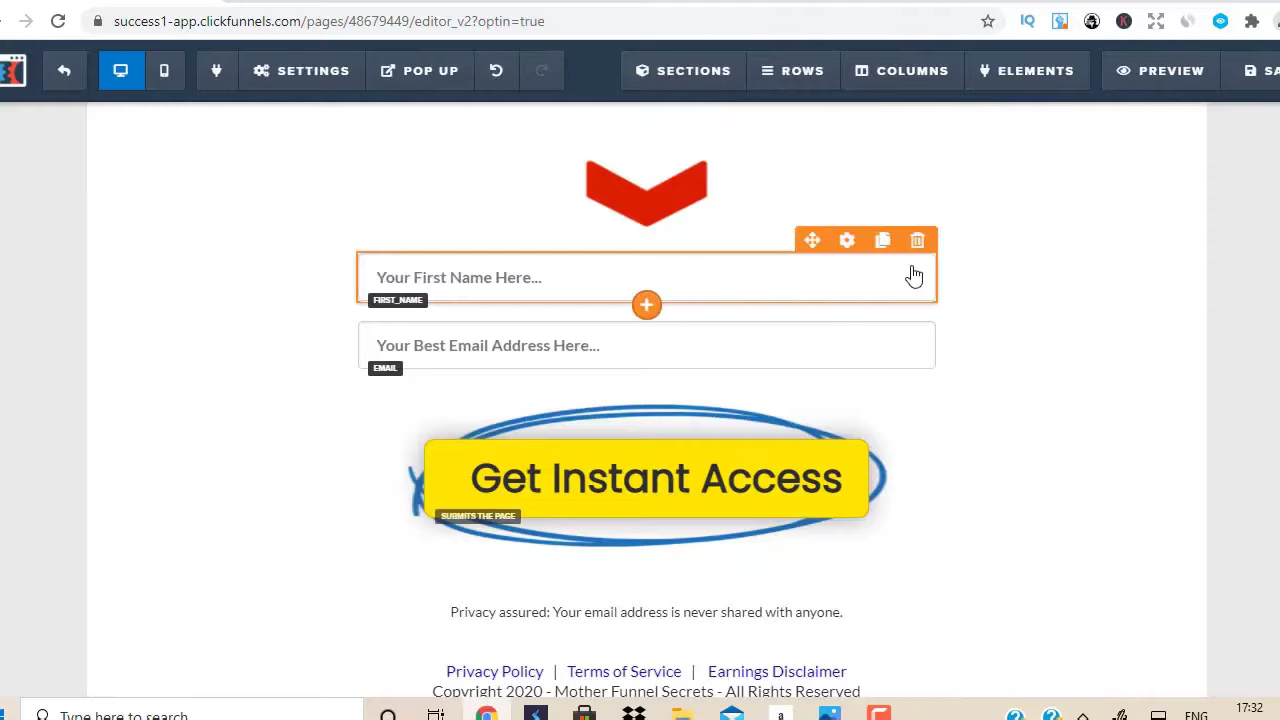 success1-app.clickfunnels.com/pages/48679449/editor_v2?optin=true
IQ
K
SETTINGS
POP UP
SECTIONS
ROWS
COLUMNS
ELEMENTS
PREVIEW
SA
Your First Name Here...
FIRST_NAME
Your Best Email Address Here...
EMAIL
Get Instant Access
SUBMITS THE PAGE
Privacy assured: Your email address is never shared with anyone.
Privacy Policy | Terms of Service | Earnings Disclaimer
Copyright 2020 - Mother Funnel Secrets - All Rights Reserved
Type here to search
a
ENG
17:32